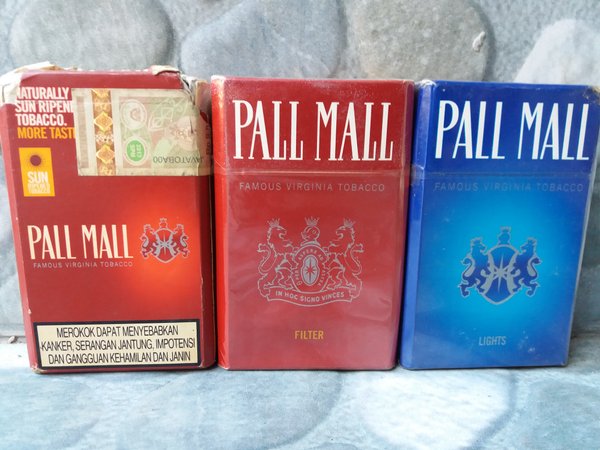 NATURALLY
SUN RIPENED
TOBACCO.
MORE TASTE
SUN
RIPENED
TOBACCO
PALL MALL
FAMOUS VIRGINIA TOBACCO
MEROKOK DAPAT MENYEBABKAN
KANKER, SERANGAN JANTUNG, IMPOTENSI
DAN GANGGUAN KEHAMILAN DAN JANIN
PALL MALL
FAMOUS VIRGINIA TOBACCO
IN HOC SIGNO VINCES
FILTER
PALL MALL
FAMOUS VIRGINIA TOBACCO
LIGHTS